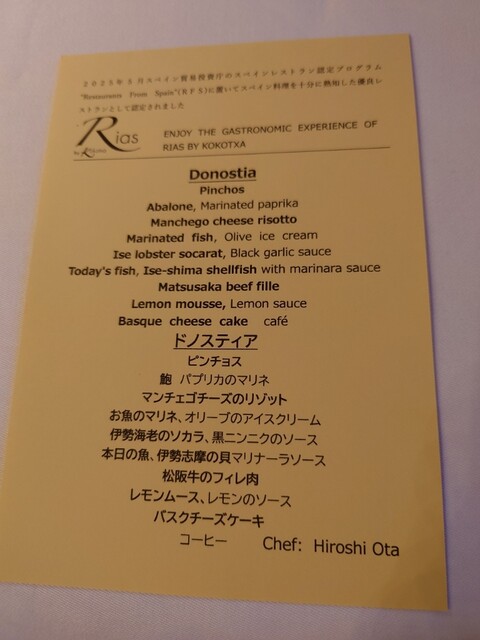 2023年5月スペイン貿易投資庁のスペインレストラン認定プログラム
"Restaurants From Spain"(RFS)に置いてスペイン料理を十分に熟知した優良レ
ストランとして認定されました
Rias
by Kokotxa
ENJOY THE GASTRONOMIC EXPERIENCE OF
RIAS BY KOKOTXA
Donostia
Pinchos
Abalone, Marinated paprika
Manchego cheese risotto
Marinated fish, Olive ice cream
Ise lobster socarat, Black garlic sauce
Today's fish, Ise-shima shellfish with marinara sauce
Matsusaka beef fille
Lemon mousse, Lemon sauce
Basque cheese cake café
ドノスティア
ピンチョス
鮑 パプリカのマリネ
マンチェゴチーズのリゾット
お魚のマリネ、オリーブのアイスクリーム
伊勢海老のソカラ、黒ニンニクのソース
本日の魚、伊勢志摩の貝マリナーラソース
松阪牛のフィレ肉
レモンムース、レモンのソース
バスクチーズケーキ
コーヒー Chef: Hiroshi Ota